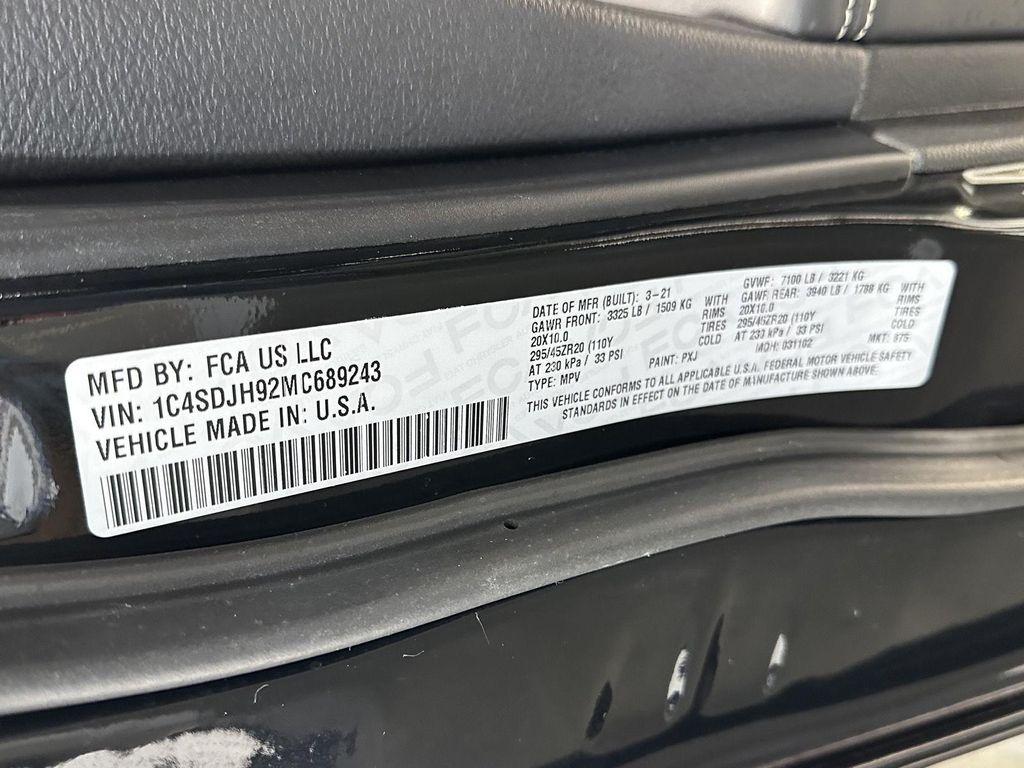 MFD BY: FCA US LLC
VIN: 1C4SDJH92MC689243
VEHICLE MADE IN: U.S.A.
DATE OF MFR (BUILT): 3-21
GAWR FRONT: 3325 LB / 1509 KG WITH
20X10.0 RIMS
295/45ZR20 (110Y TIRES
AT 230 kPa / 33 PSI COLD
TYPE: MPV PAINT: PXJ
GVWR: 7100 LB / 3221 KG
GAWR REAR: 3940 LB / 1788 KG WITH
20X10.0 RIMS
295/45ZR20 (110Y TIRES
AT 230 kPa / 33 PSI COLD
MDH: 031102 MKT: 875
THIS VEHICLE CONFORMS TO ALL APPLICABLE U.S.A. FEDERAL MOTOR VEHICLE SAFETY
STANDARDS IN EFFECT ON THE DATE OF MANUFACTURE SHOWN ABOVE.